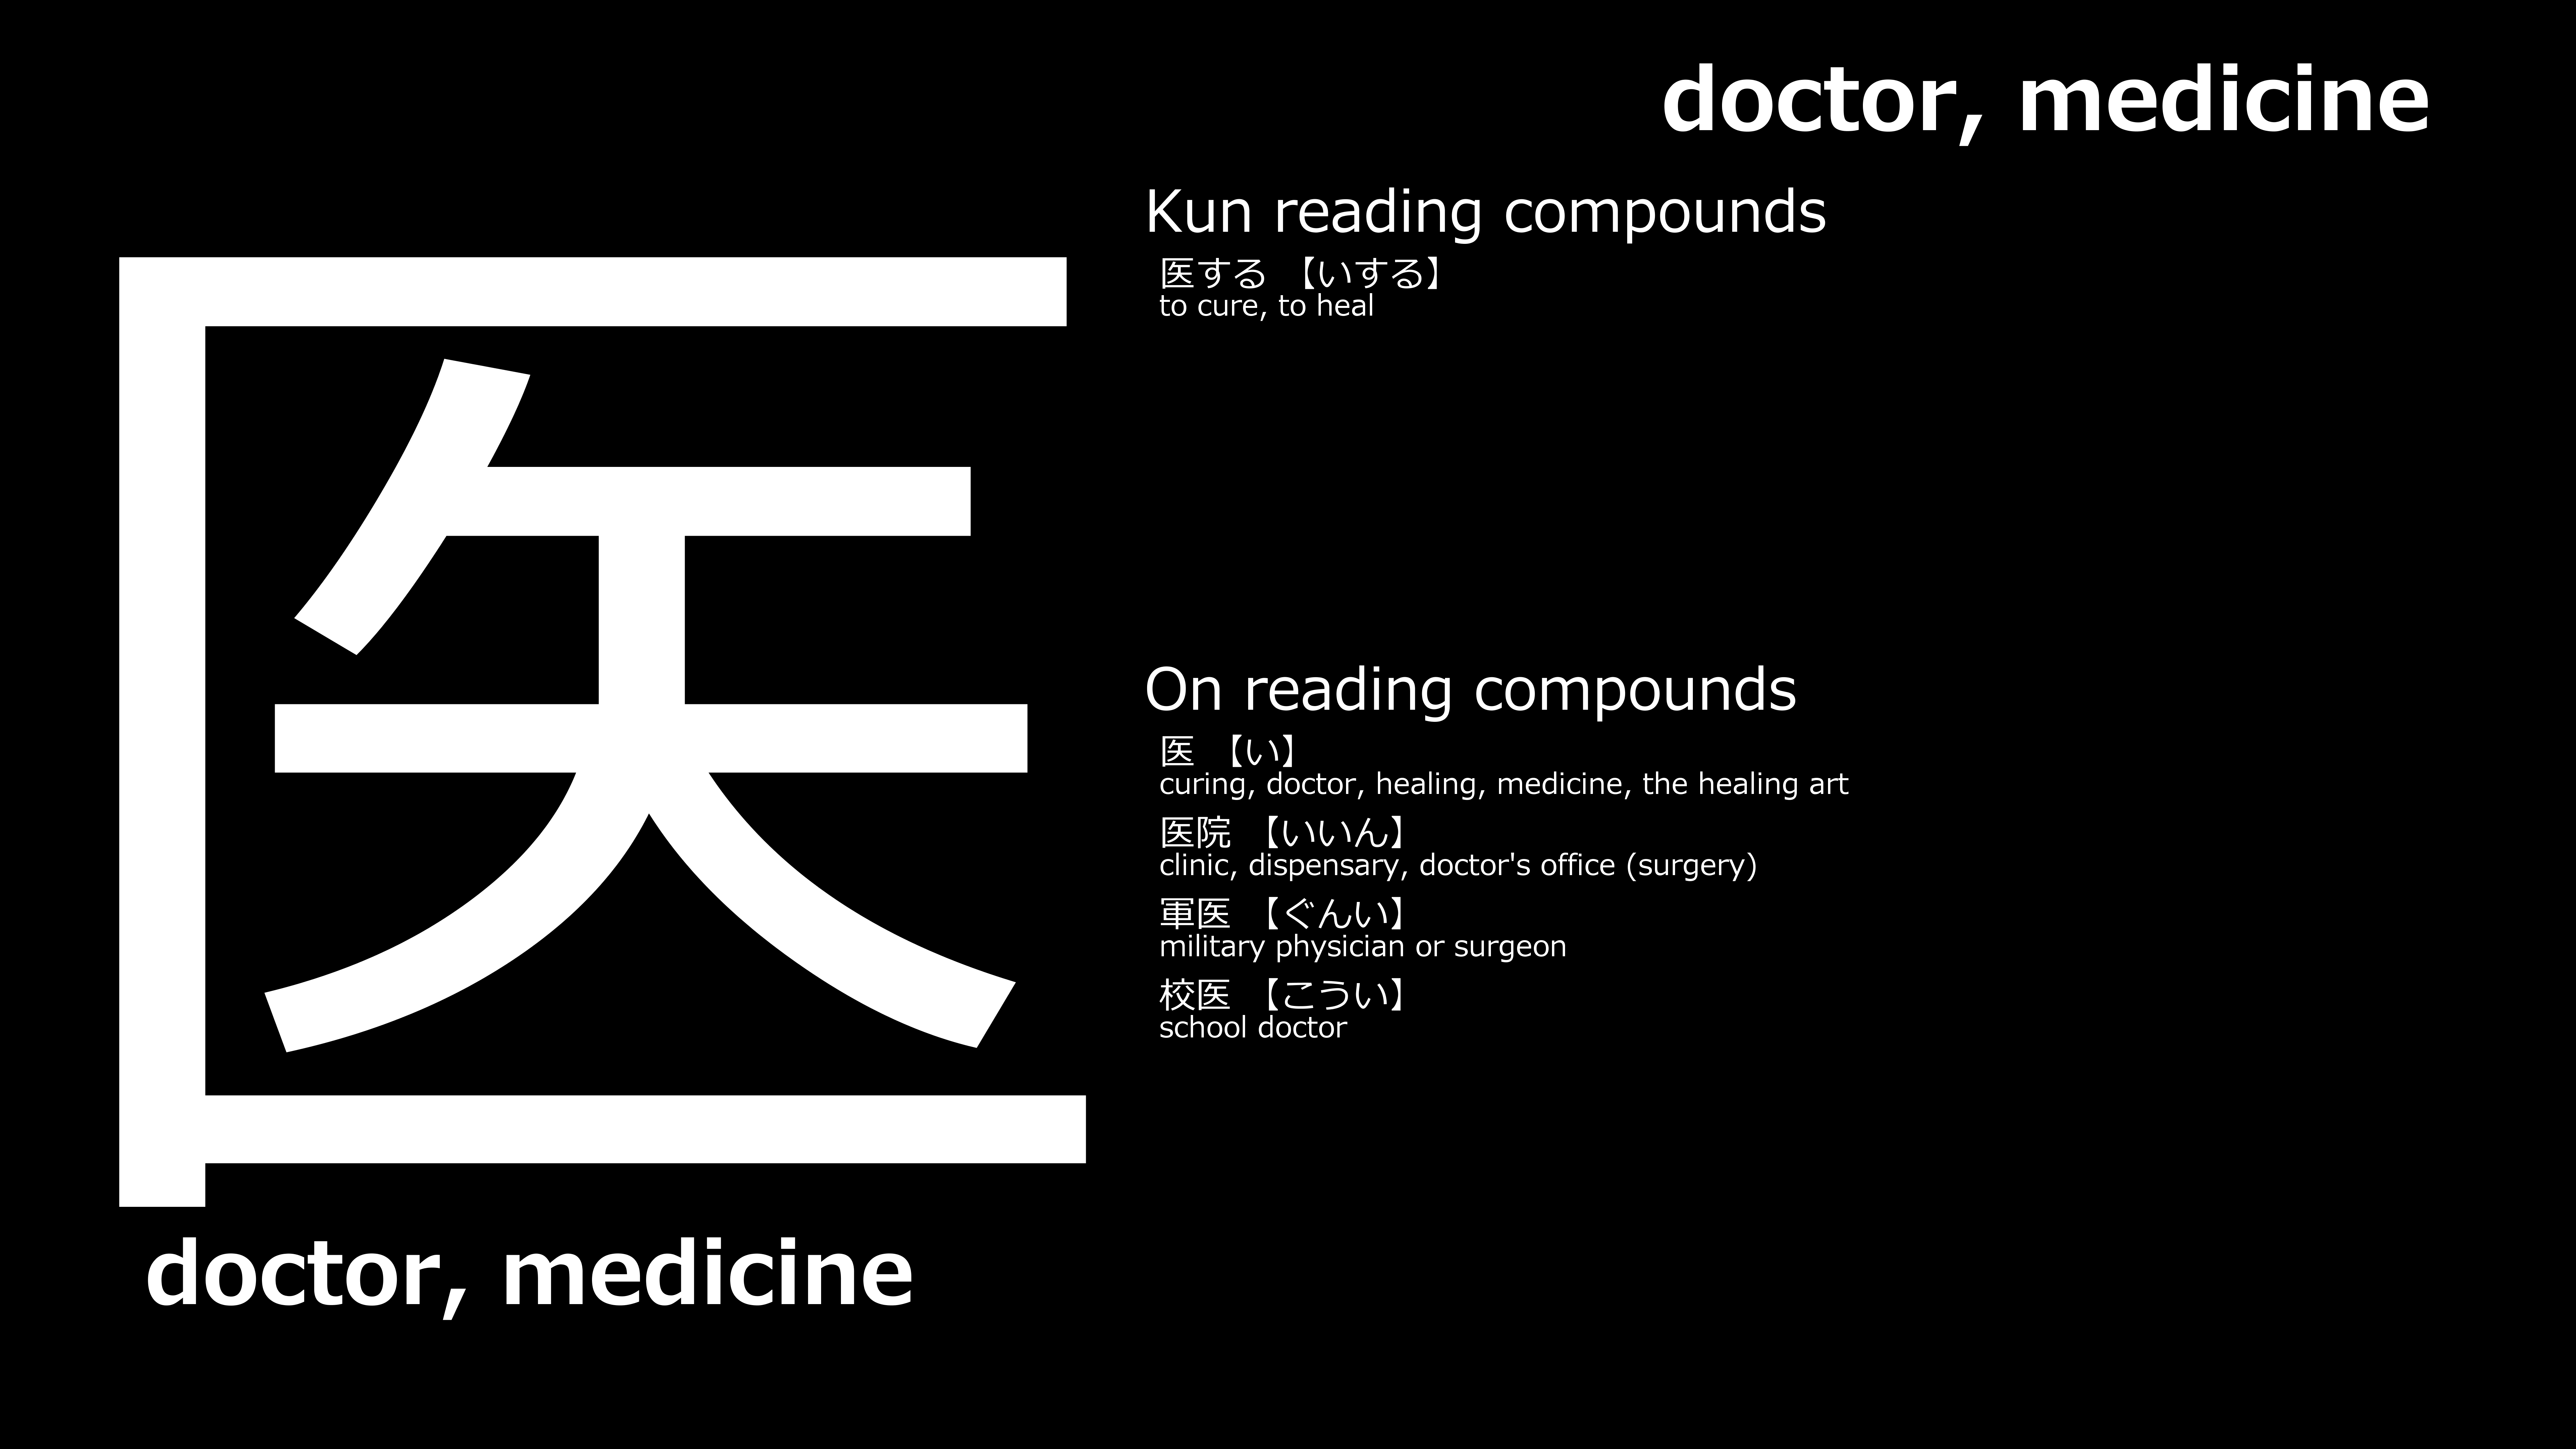 doctor, medicine
医
doctor, medicine
Kun reading compounds
医する 【いする】
to cure, to heal
On reading compounds
医 【い】
curing, doctor, healing, medicine, the healing art
医院 【いいん】
clinic, dispensary, doctor's office (surgery)
軍医 【ぐんい】
military physician or surgeon
校医 【こうい】
school doctor